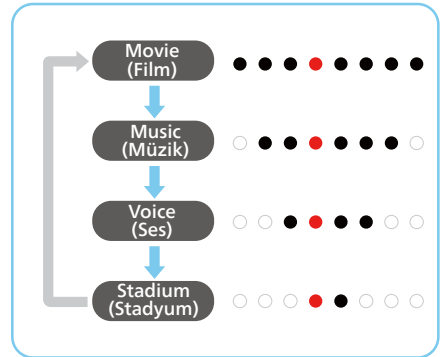 Movie
(Film)
Music
(Müzik)
Voice
(Ses)
Stadium
(Stadyum)